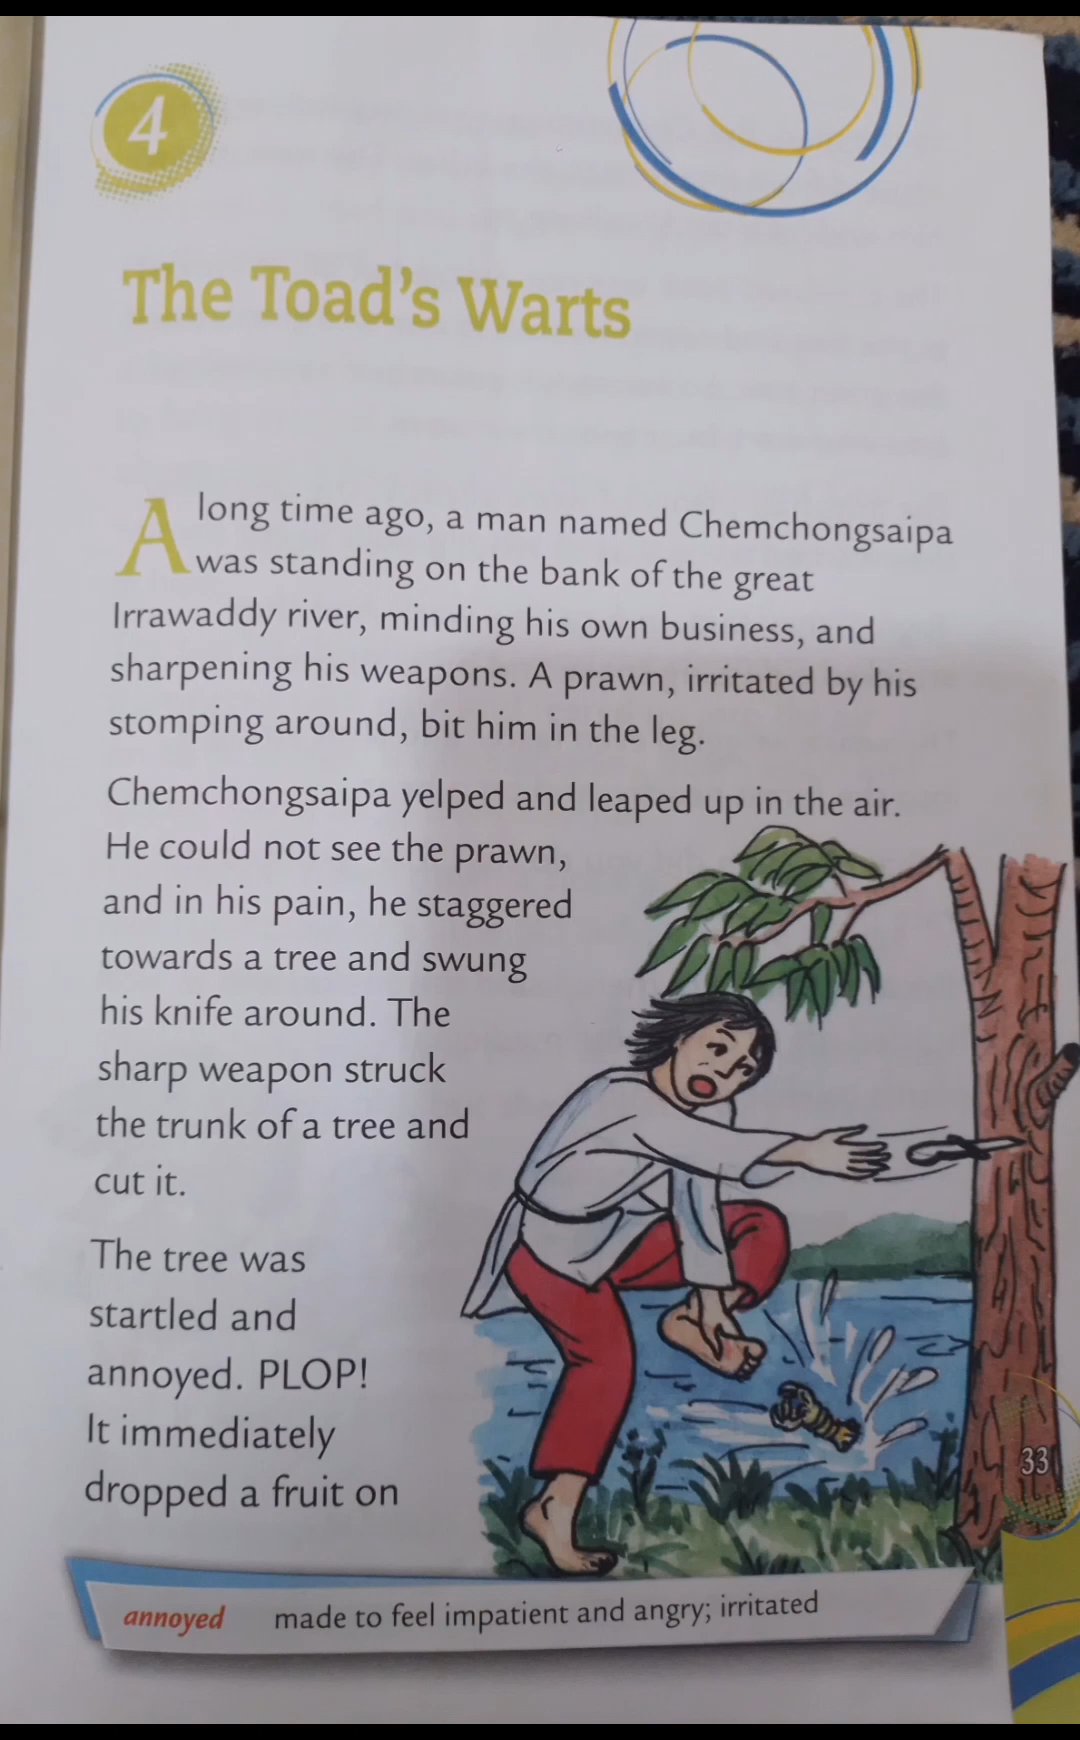 4
The Toad's Warts
A long time ago, a man named Chemchongsaipa
was standing on the bank of the great
Irrawaddy river, minding his own business, and
sharpening his weapons. A prawn, irritated by his
stomping around, bit him in the leg.
Chemchongsaipa yelped and leaped up in the air.
He could not see the prawn,
and in his pain, he staggered
towards a tree and swung
his knife around. The
sharp weapon struck
the trunk of a tree and
cut it.
The tree was
startled and
annoyed. PLOP!
It immediately
dropped a fruit on
33
annoyed made to feel impatient and angry; irritated